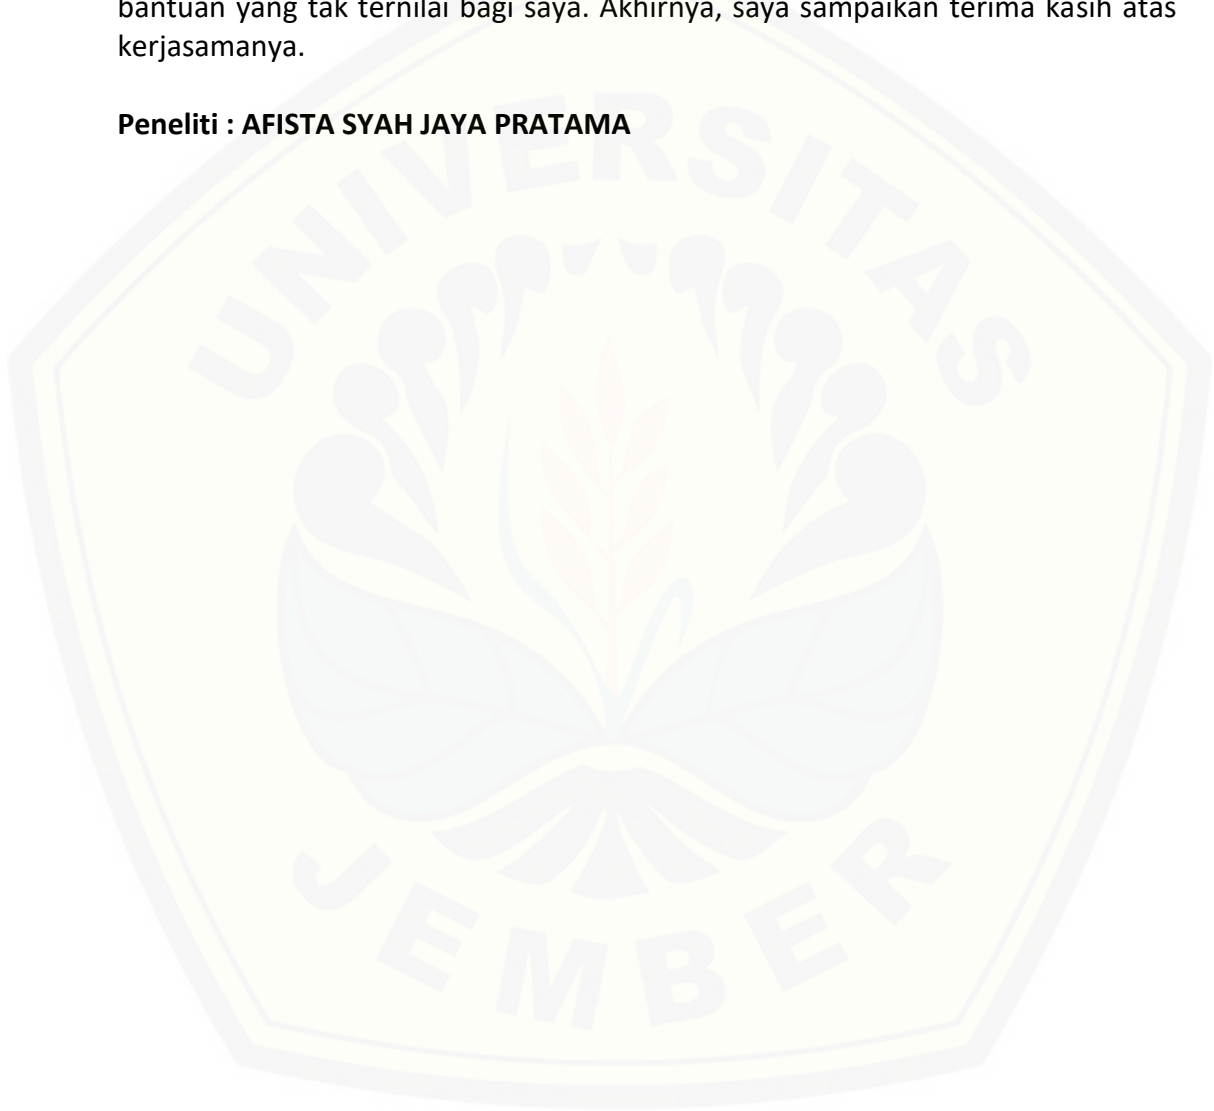 bantuan yang tak ternilai bagi saya. Akhirnya, saya sampaikan terima kasih atas
kerjasamanya.
Peneliti : AFISTA SYAH JAYA PRATAMA
UNIVERSITAS
JEMBER